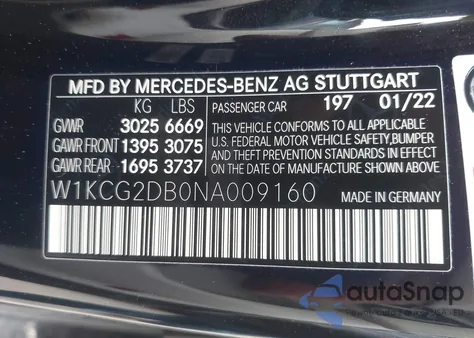 MFD BY MERCEDES-BENZ AG STUTTGART
KG LBS PASSENGER CAR 197 01/22
GVWR 3025 6669
GAWR FRONT 1395 3075
GAWR REAR 1695 3737
THIS VEHICLE CONFORMS TO ALL APPLICABLE
U.S. FEDERAL MOTOR VEHICLE SAFETY,BUMPER
AND THEFT PREVENTION STANDARDS IN
EFFECT ON THE DATE OF MANUFACTURE
SHOWN ABOVE.
W1KCG2DB0NA009160
MADE IN GERMANY
autoSnap